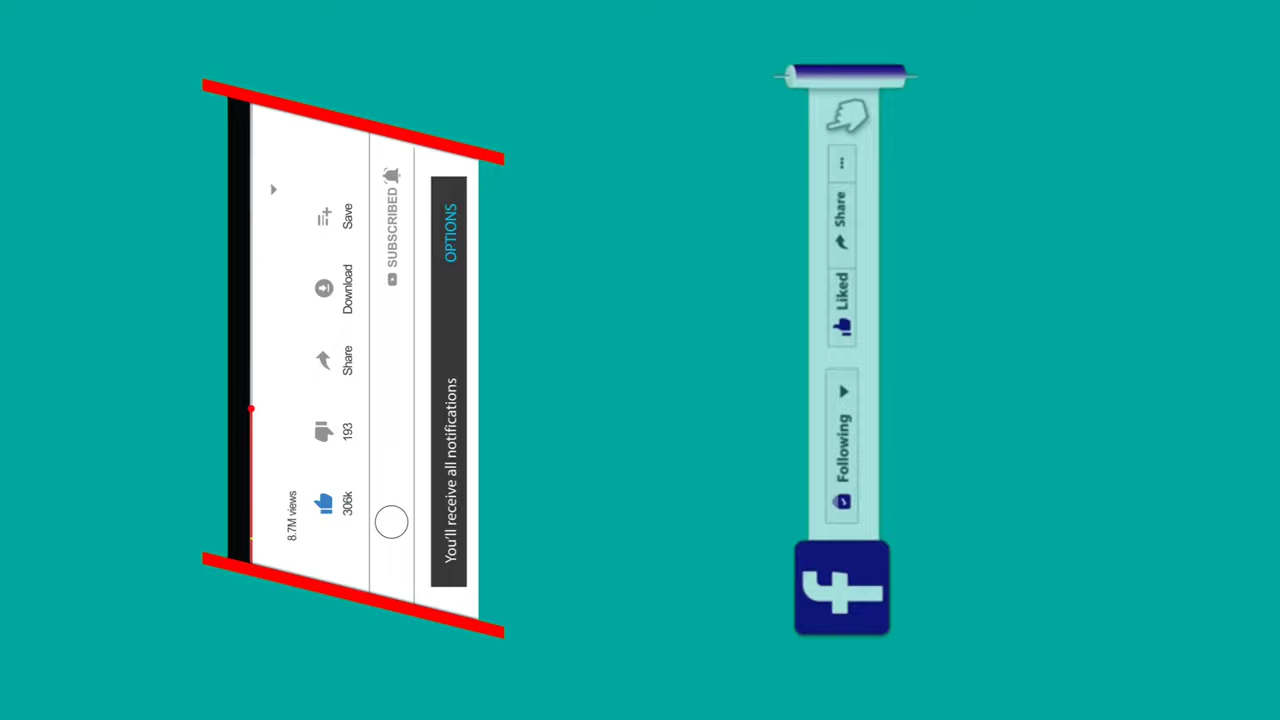 8.7M views
306k
193
Share
Download
Save
SUBSCRIBED
You'll receive all notifications
OPTIONS
f
Following
Liked
Share
...